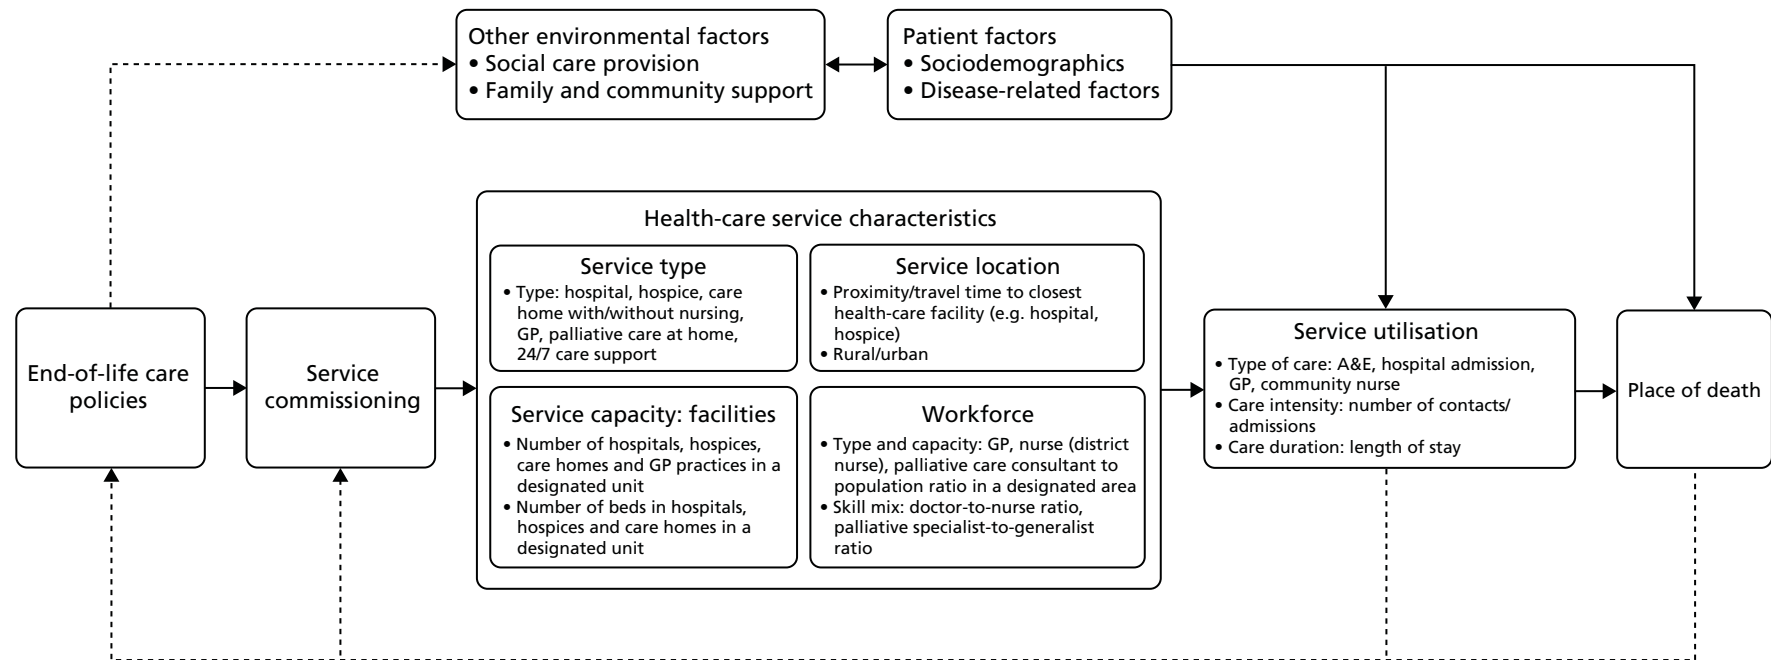 Other environmental factors
• Social care provision
• Family and community support
Patient factors
• Sociodemographics
• Disease-related factors
End-of-life care
policies
Service
commissioning
Health-care service characteristics
Service type
• Type: hospital, hospice, care
home with/without nursing,
GP, palliative care at home,
24/7 care support
Service location
• Proximity/travel time to closest
health-care facility (e.g. hospital,
hospice)
• Rural/urban
Service capacity: facilities
• Number of hospitals, hospices,
care homes and GP practices in a
designated unit
• Number of beds in hospitals,
hospices and care homes in a
designated unit
Workforce
• Type and capacity: GP, nurse (district
nurse), palliative care consultant to
population ratio in a designated area
• Skill mix: doctor-to-nurse ratio,
palliative specialist-to-generalist
ratio
Service utilisation
• Type of care: A&E, hospital admission,
GP, community nurse
• Care intensity: number of contacts/
admissions
• Care duration: length of stay
Place of death